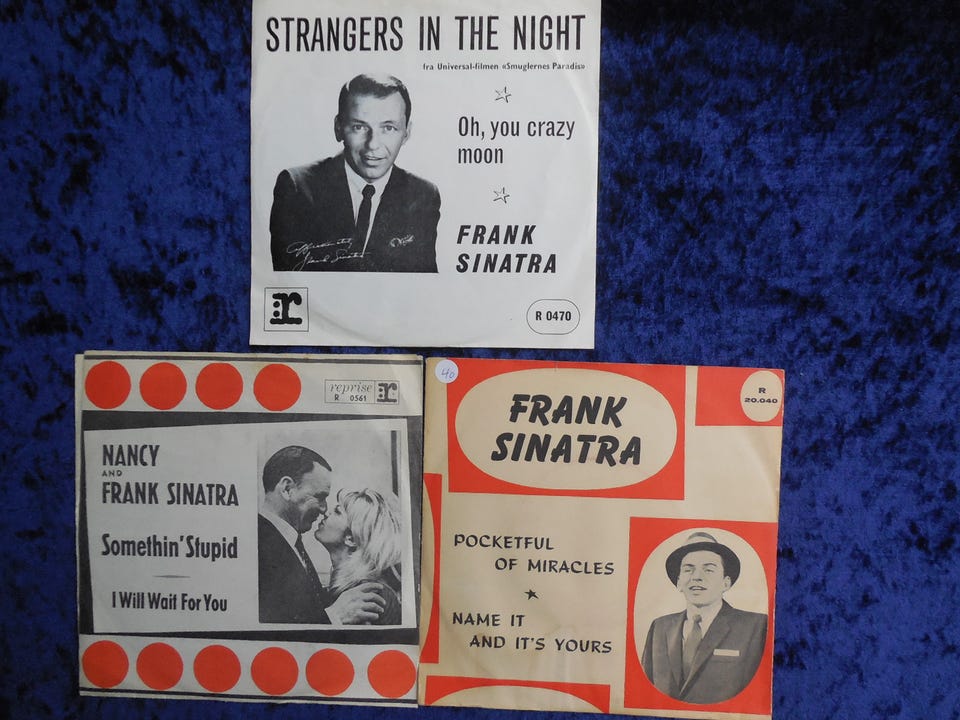 STRANGERS IN THE NIGHT
fra Universal-filmen «Smuglernes Paradis»
Oh, you crazy
moon
FRANK
SINATRA
Frank Sinatra
r
R 0470
reprise r
R 0561
NANCY
AND
FRANK SINATRA
Somethin' Stupid
I Will Wait For You
40
FRANK
SINATRA
R
20.040
POCKETFUL
OF MIRACLES
NAME IT
AND IT'S YOURS